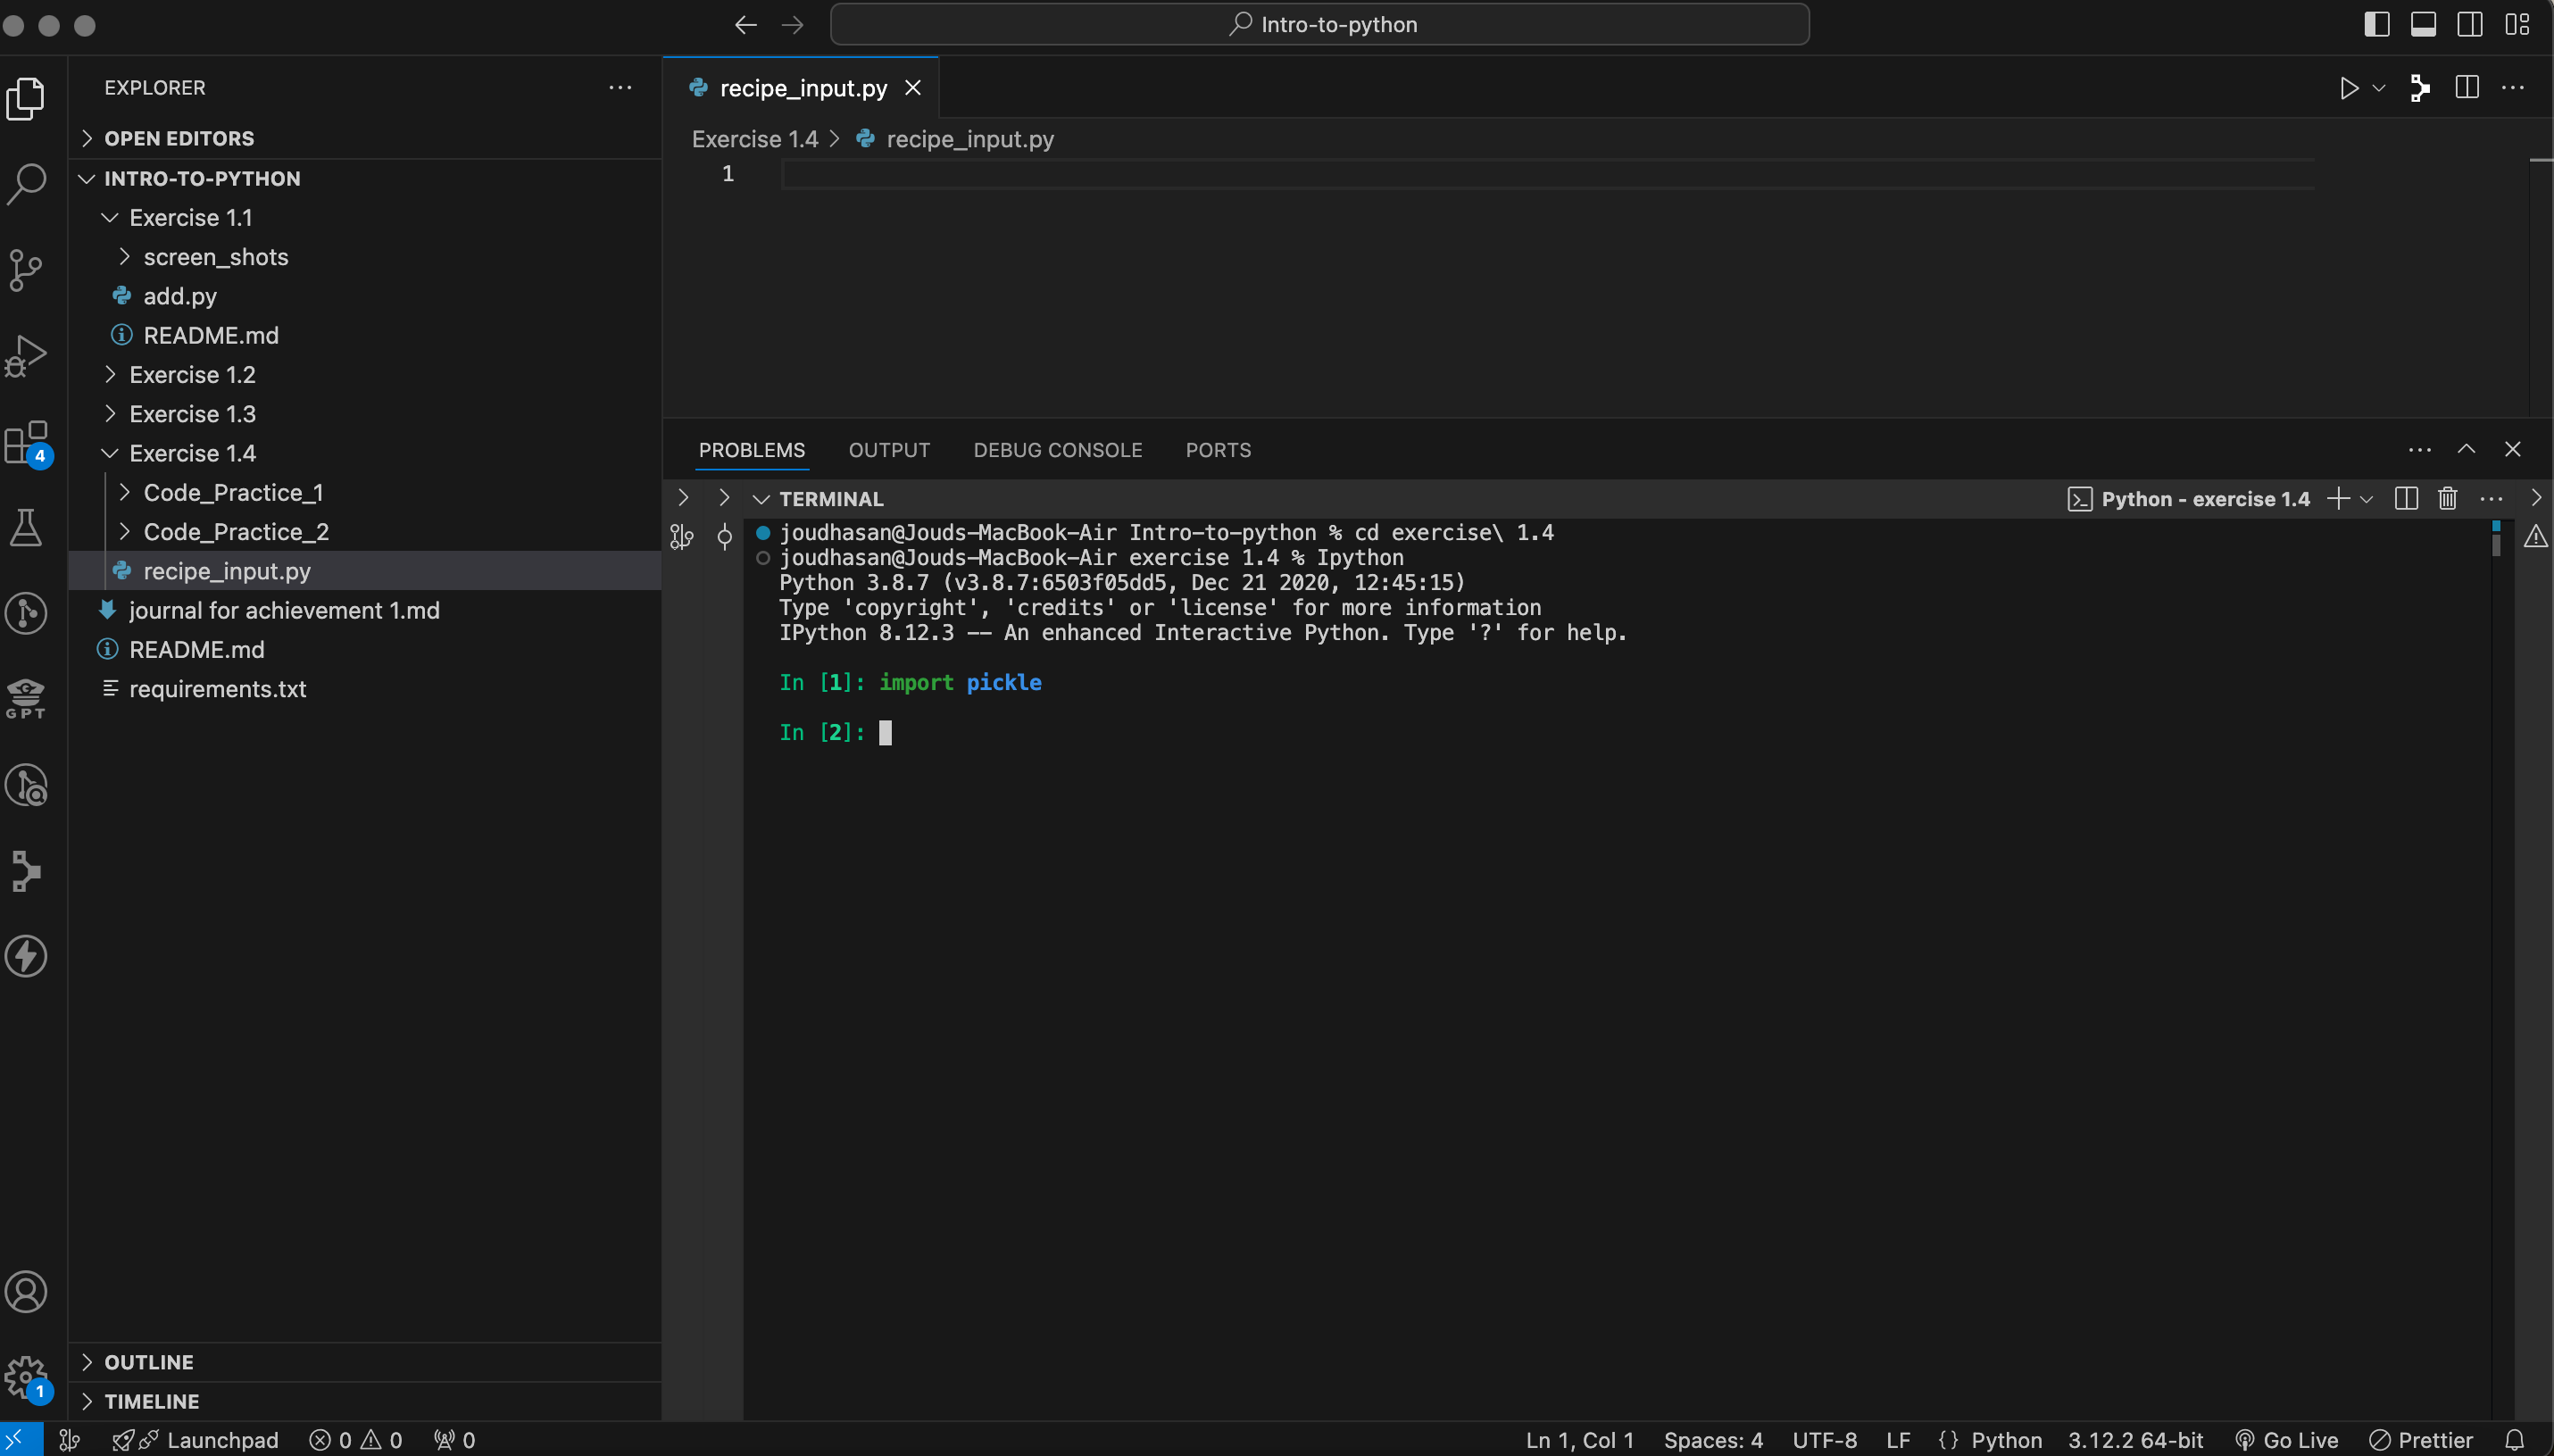 Intro-to-python
EXPLORER
OPEN EDITORS
INTRO-TO-PYTHON
Exercise 1.1
screen_shots
add.py
README.md
Exercise 1.2
Exercise 1.3
Exercise 1.4
Code_Practice_1
Code_Practice_2
recipe_input.py
journal for achievement 1.md
README.md
requirements.txt
OUTLINE
TIMELINE
4
GPT
1
recipe_input.py
Exercise 1.4 > recipe_input.py
1
PROBLEMS OUTPUT DEBUG CONSOLE PORTS
TERMINAL Python - exercise 1.4
joudhasan@Jouds-MacBook-Air Intro-to-python % cd exercise\ 1.4
joudhasan@Jouds-MacBook-Air exercise 1.4 % Ipython
Python 3.8.7 (v3.8.7:6503f05dd5, Dec 21 2020, 12:45:15)
Type 'copyright', 'credits' or 'license' for more information
IPython 8.12.3 -- An enhanced Interactive Python. Type '?' for help.
In [1]: import pickle
In [2]:
Launchpad 0 0 0 Ln 1, Col 1 Spaces: 4 UTF-8 LF {} Python 3.12.2 64-bit Go Live Prettier